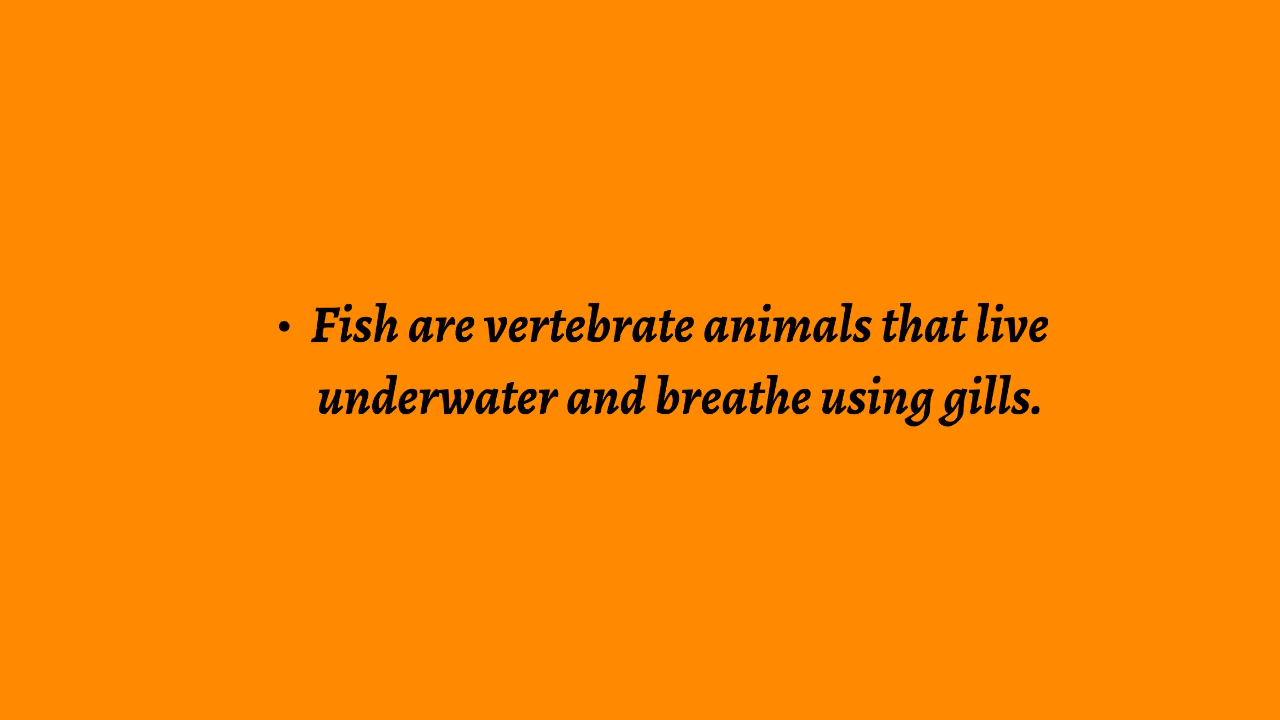 • Fish are vertebrate animals that live
underwater and breathe using gills.